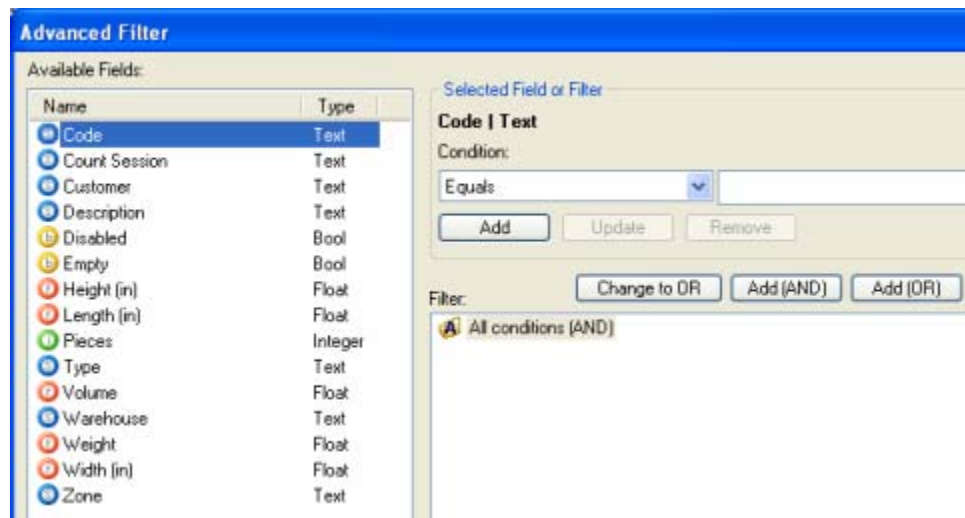 Advanced Filter
Available Fields:
Name Type
Code Text
Count Session Text
Customer Text
Description Text
Disabled Bool
Empty Bool
Height (in) Float
Length (in) Float
Pieces Integer
Type Text
Volume Float
Warehouse Text
Weight Float
Width (in) Float
Zone Text
Selected Field or Filter
Code | Text
Condition:
Equals
Add Update Remove
Filter: Change to OR Add (AND) Add (OR)
All conditions (AND)